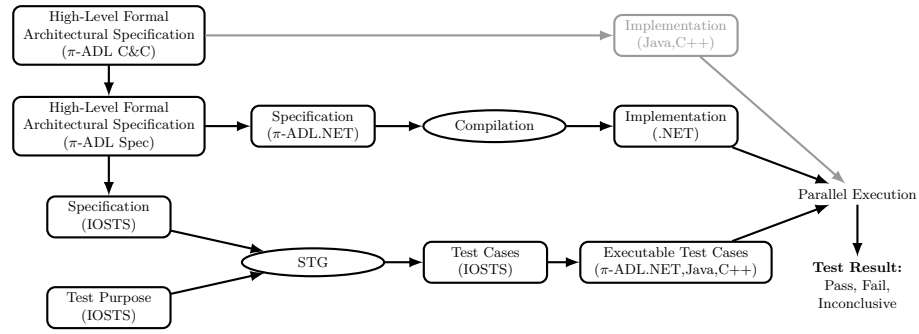 High-Level Formal
Architectural Specification
(π-ADL C&C)
Implementation
(Java,C++)
High-Level Formal
Architectural Specification
(π-ADL Spec)
Specification
(π-ADL.NET)
Compilation
Implementation
(.NET)
Parallel Execution
Specification
(IOSTS)
STG
Test Cases
(IOSTS)
Executable Test Cases
(π-ADL.NET,Java,C++)
Test Result:
Pass, Fail,
Inconclusive
Test Purpose
(IOSTS)